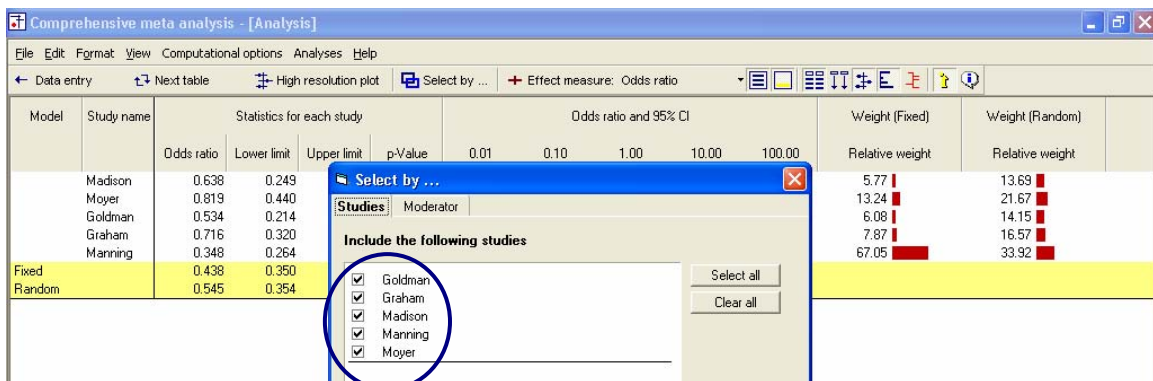 Comprehensive meta analysis - [Analysis]
File Edit Format View Computational options Analyses Help
← Data entry Next table High resolution plot Select by ... Effect measure: Odds ratio
Model Study name Statistics for each study Odds ratio and 95% CI Weight (Fixed) Weight (Random)
Odds ratio Lower limit Upper limit p-Value 0.01 0.10 1.00 10.00 100.00 Relative weight Relative weight
Madison 0.638 0.249 5.77 13.69
Moyer 0.819 0.440 13.24 21.67
Goldman 0.534 0.214 6.08 14.15
Graham 0.716 0.320 7.87 16.57
Manning 0.348 0.264 67.05 33.92
Fixed 0.438 0.350
Random 0.545 0.354
Select by ...
Studies Moderator
Include the following studies
Goldman
Graham
Madison
Manning
Moyer
Select all
Clear all